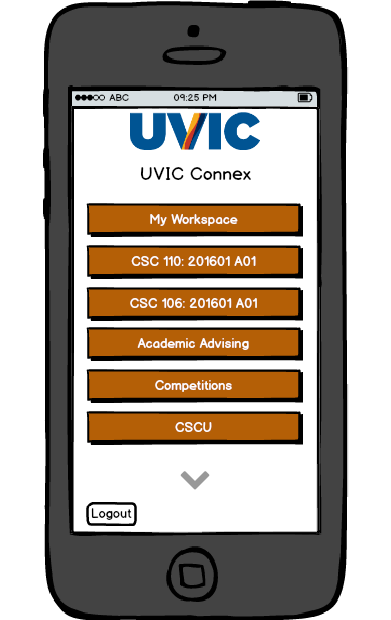 ABC 09:25 PM
UVIC
UVIC Connex
My Workspace
CSC 110: 201601 A01
CSC 106: 201601 A01
Academic Advising
Competitions
CSCU
Logout